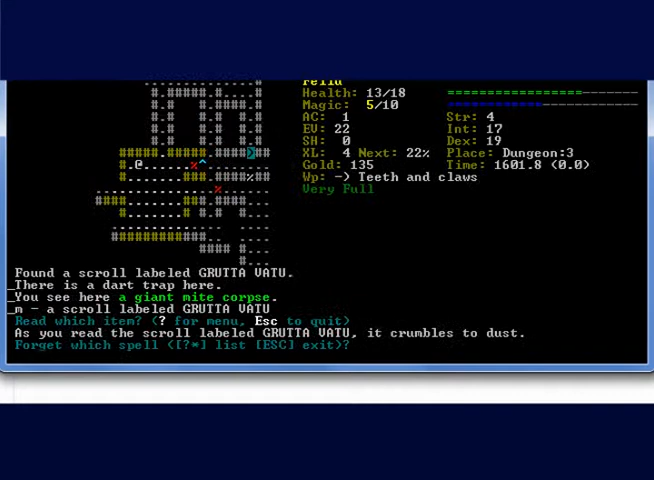 Felid
Health: 13/18
Magic: 5/10
AC: 1 Str: 4
EV: 22 Int: 17
SH: 0 Dex: 19
XL: 4 Next: 22% Place: Dungeon:3
Gold: 135 Time: 1601.8 (0.0)
Wp: -) Teeth and claws
Very Full
Found a scroll labeled GRUTTA VATU.
_There is a dart trap here.
_You see here a giant mite corpse.
_m - a scroll labeled GRUTTA VATU
Read which item? (? for menu, Esc to quit)
As you read the scroll labeled GRUTTA VATU, it crumbles to dust.
Forget which spell ([?*] list [ESC] exit)?